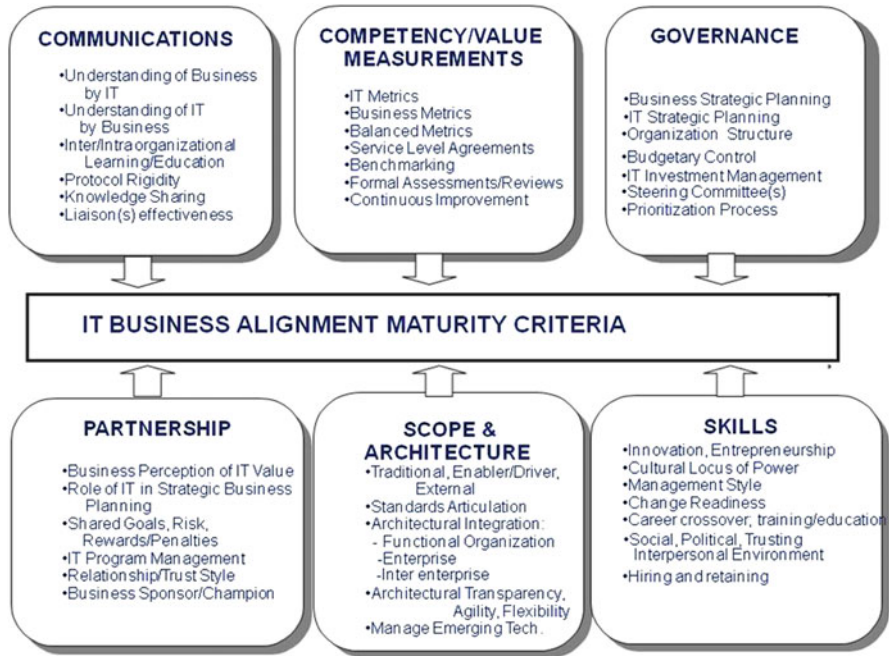 COMMUNICATIONS
•Understanding of Business
by IT
•Understanding of IT
by Business
•Inter/Intraorganizational
Learning/Education
•Protocol Rigidity
•Knowledge Sharing
•Liaison(s) effectiveness
COMPETENCY/VALUE
MEASUREMENTS
•IT Metrics
•Business Metrics
•Balanced Metrics
•Service Level Agreements
•Benchmarking
•Formal Assessments/Reviews
•Continuous Improvement
GOVERNANCE
•Business Strategic Planning
•IT Strategic Planning
•Organization Structure
•Budgetary Control
•IT Investment Management
•Steering Committee(s)
•Prioritization Process
IT BUSINESS ALIGNMENT MATURITY CRITERIA
PARTNERSHIP
•Business Perception of IT Value
•Role of IT in Strategic Business
Planning
•Shared Goals, Risk,
Rewards/Penalties
•IT Program Management
•Relationship/Trust Style
•Business Sponsor/Champion
SCOPE &
ARCHITECTURE
•Traditional, Enabler/Driver,
External
•Standards Articulation
•Architectural Integration:
- Functional Organization
-Enterprise
-Inter enterprise
•Architectural Transparency,
Agility, Flexibility
•Manage Emerging Tech.
SKILLS
•Innovation, Entrepreneurship
•Cultural Locus of Power
•Management Style
•Change Readiness
•Career crossover; training/education
•Social, Political, Trusting
Interpersonal Environment
•Hiring and retaining